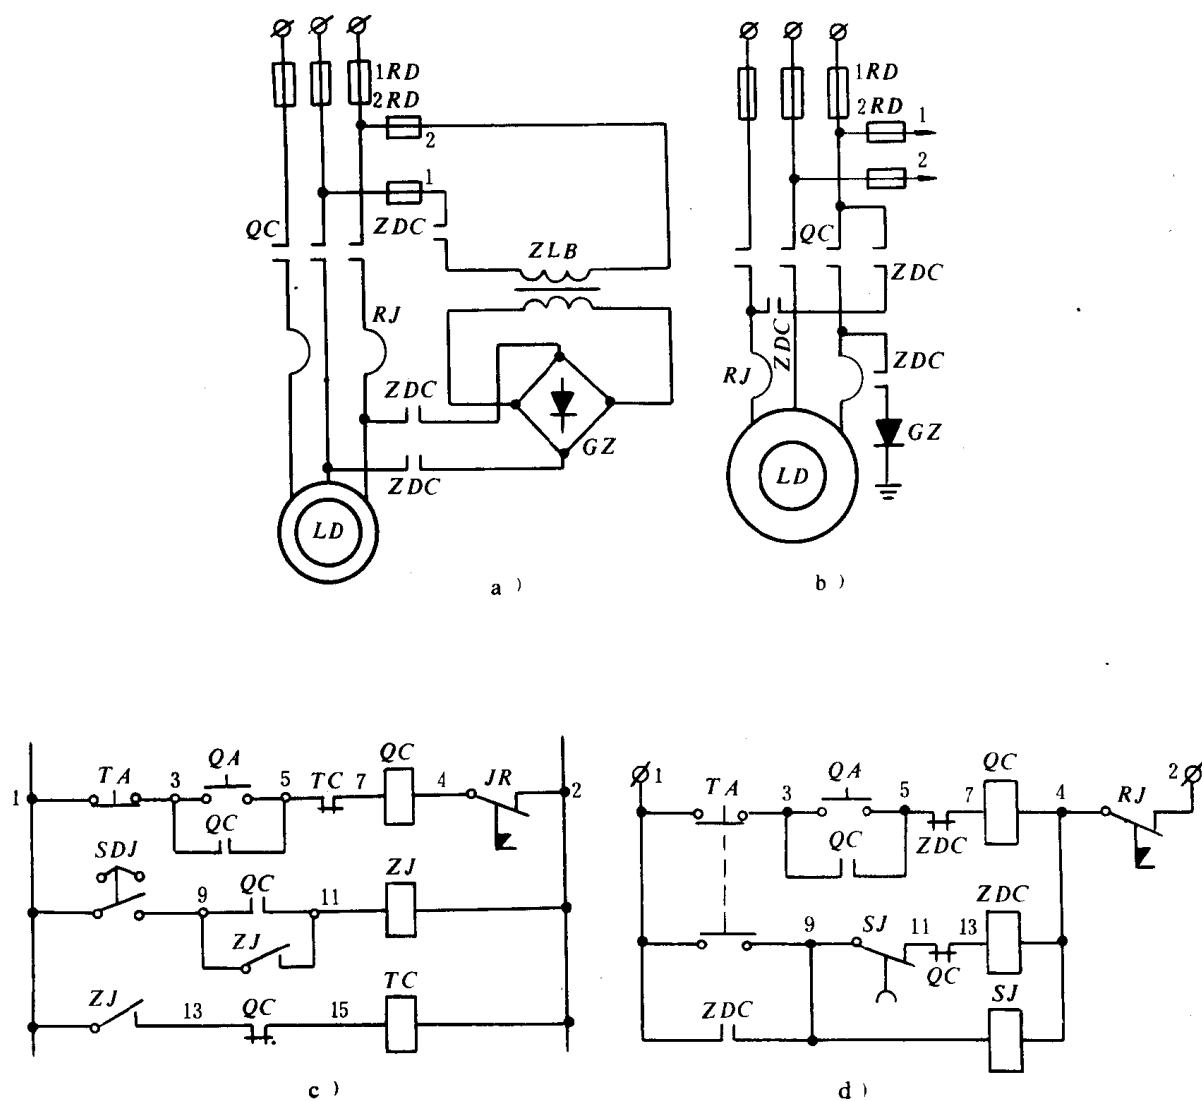 1RD
2RD
2
1
QC
ZDC
ZLB
RJ
ZDC
GZ
ZDC
LD
a )
1RD
2RD
1
2
QC
ZDC
ZDC
RJ
ZDC
GZ
LD
b )
QC
TA 3 QA 5 TC 7 4 JR
1 2
QC
SDJ
ZJ
9 QC 11
ZJ
ZJ 13 QC 15 TC
c )
QC
1 TA 3 QA 5 7 4 RJ 2
QC ZDC
ZDC
9 SJ 11 13
QC
ZDC SJ
d )